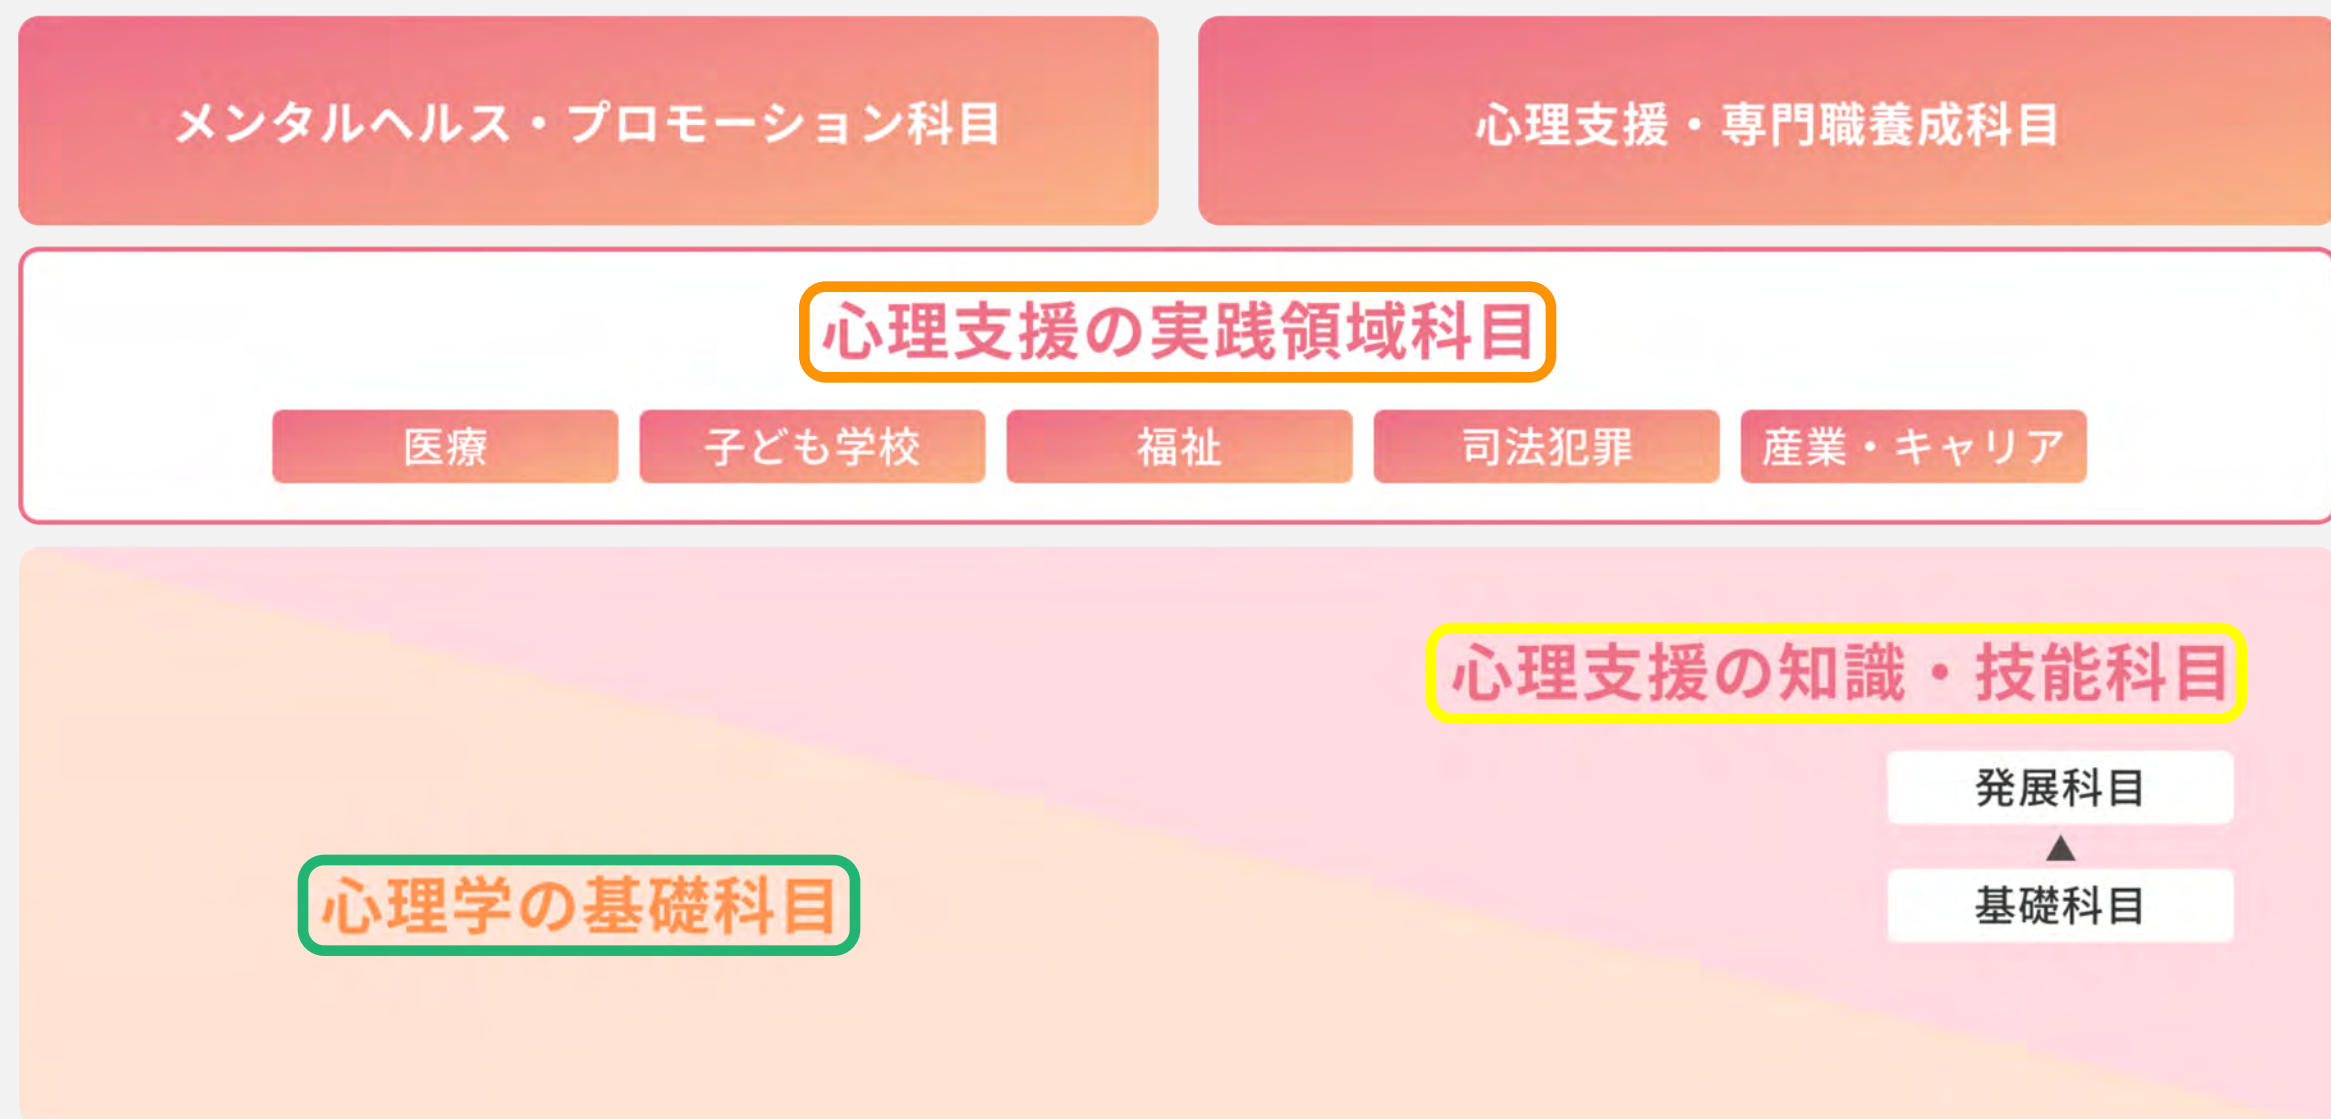 メンタルヘルス・プロモーション科目
心理支援・専門職養成科目
心理支援の実践領域科目
医療
子ども学校
福祉
司法犯罪
産業・キャリア
心理支援の知識・技能科目
発展科目
▲
基礎科目
心理学の基礎科目